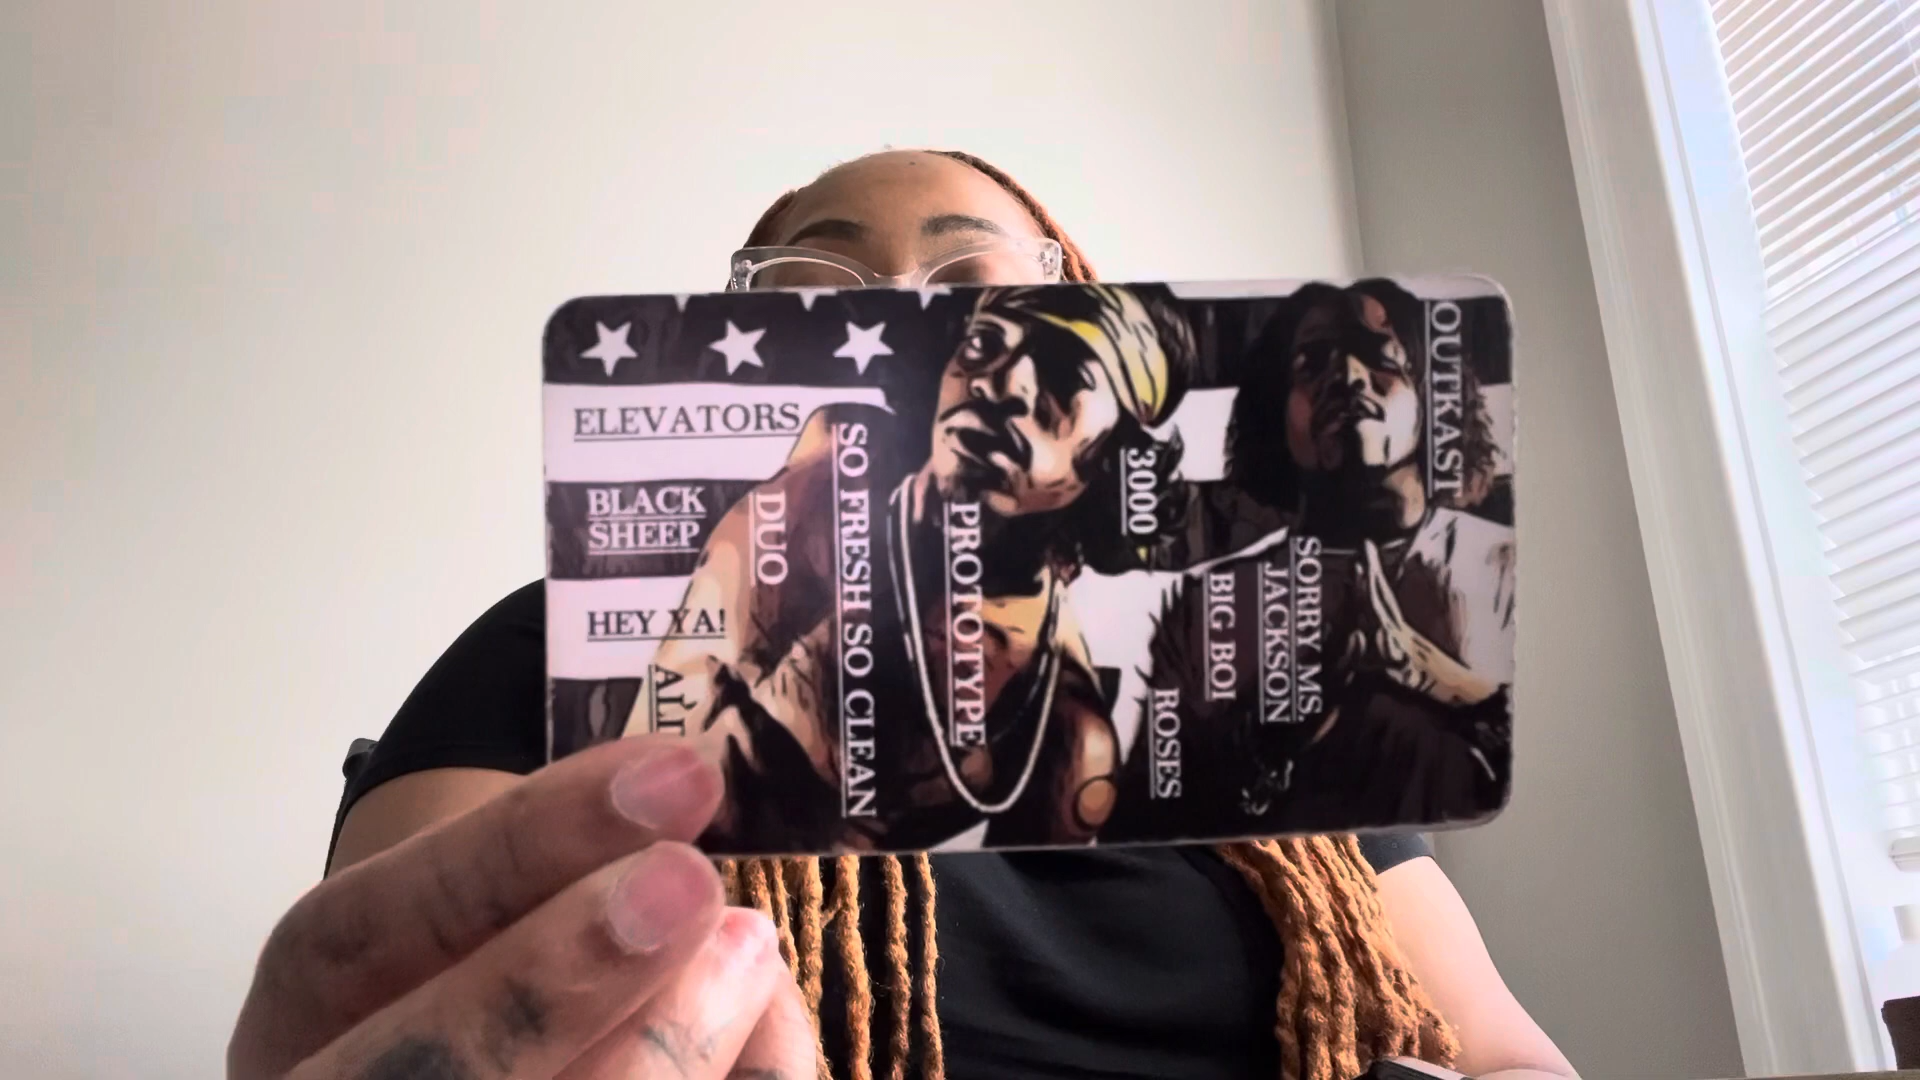 ELEVATORS
BLACK
SHEEP
HEY YA!
DUO
SO FRESH SO CLEAN
PROTOTYPE
3000
ROSES
BIG BOI
SORRY MS.
JACKSON
OUTKAST